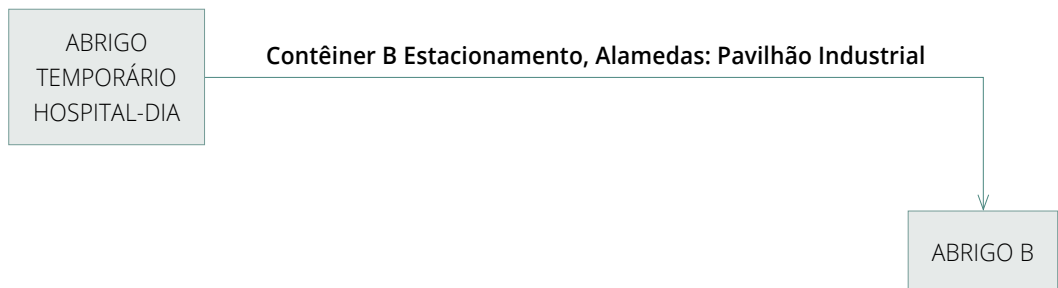 ABRIGO
TEMPORÁRIO
HOSPITAL-DIA
Contêiner B Estacionamento, Alamedas: Pavilhão Industrial
ABRIGO B